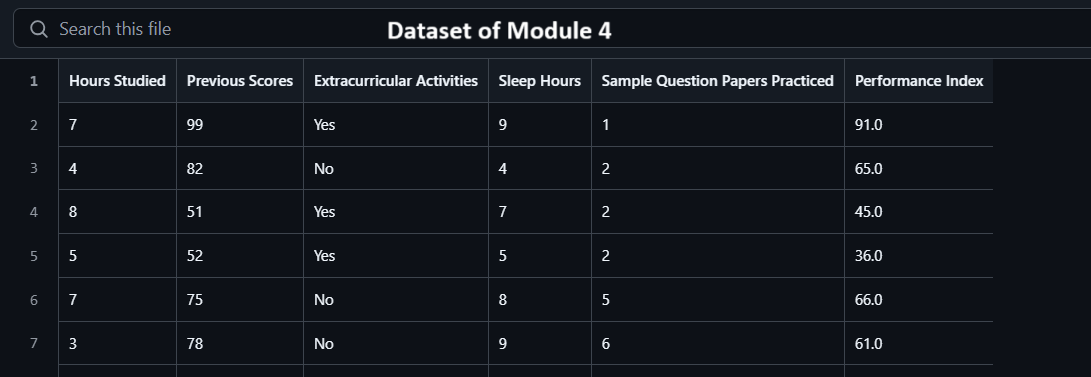 Search this file
Dataset of Module 4
1 Hours Studied Previous Scores Extracurricular Activities Sleep Hours Sample Question Papers Practiced Performance Index
2 7 99 Yes 9 1 91.0
3 4 82 No 4 2 65.0
4 8 51 Yes 7 2 45.0
5 5 52 Yes 5 2 36.0
6 7 75 No 8 5 66.0
7 3 78 No 9 6 61.0